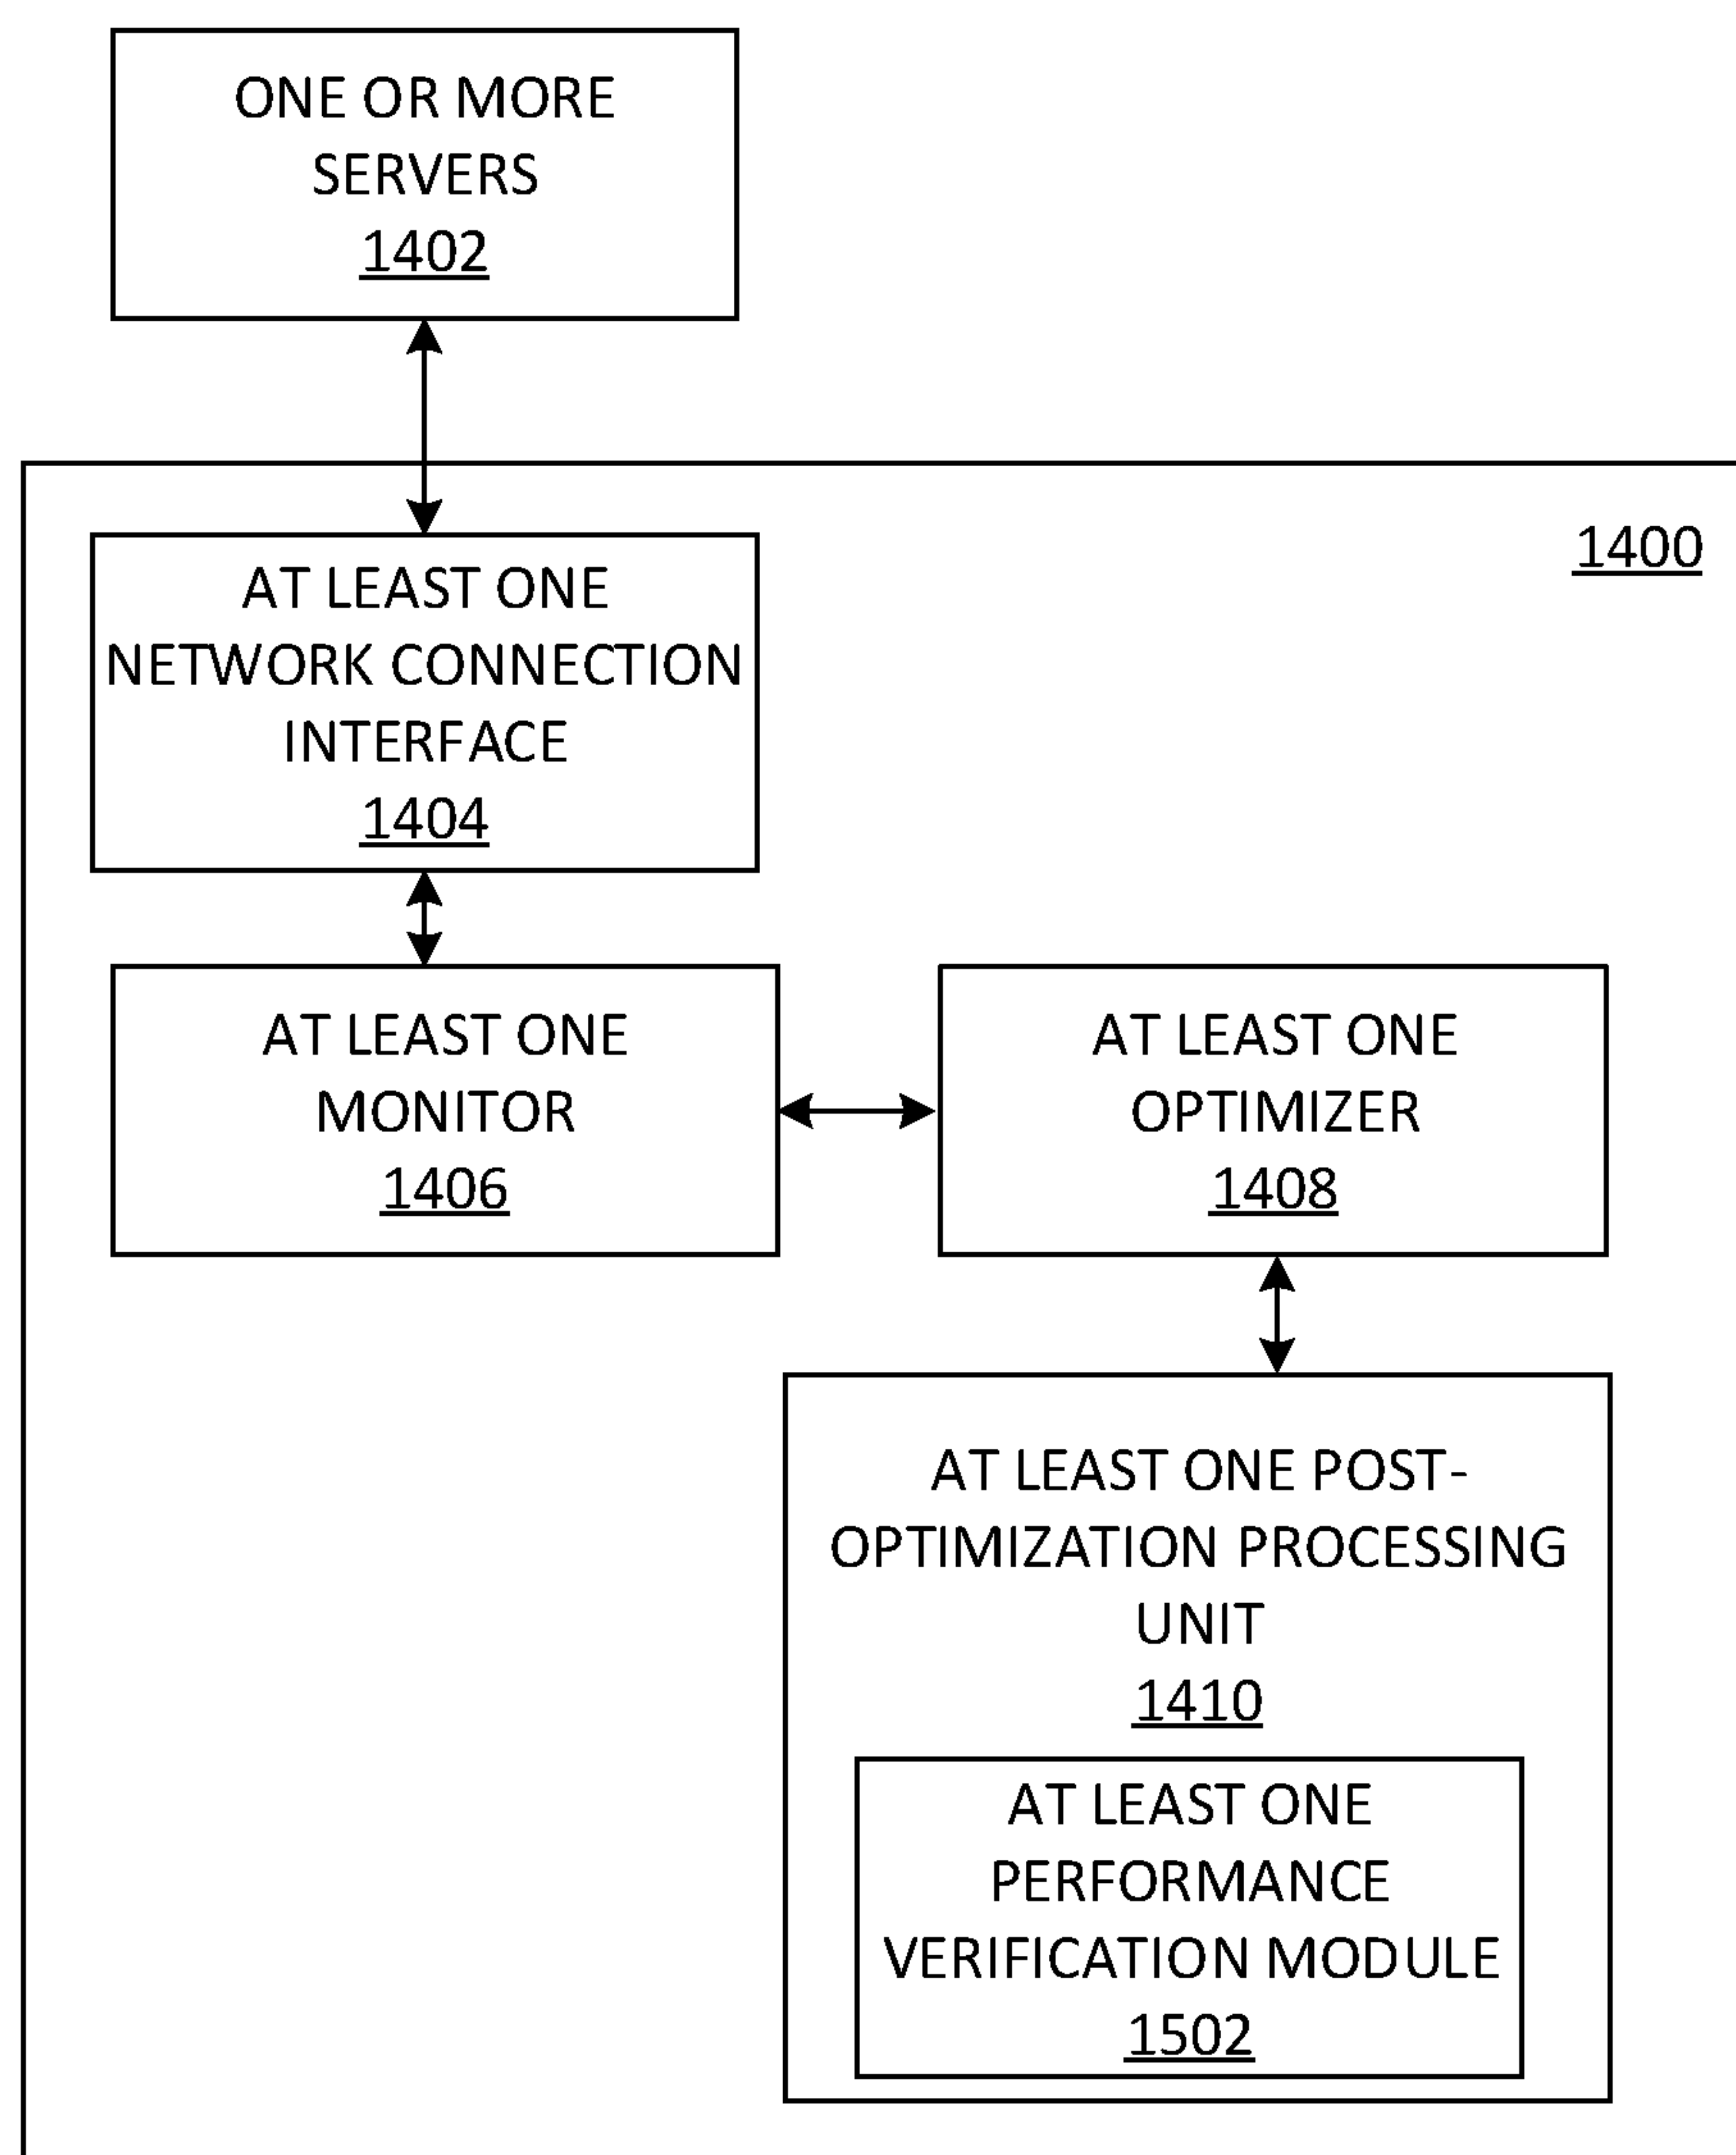 ONE OR MORE
SERVERS
1402
1400
AT LEAST ONE
NETWORK CONNECTION
INTERFACE
1404
AT LEAST ONE
MONITOR
1406
AT LEAST ONE
OPTIMIZER
1408
AT LEAST ONE POST-
OPTIMIZATION PROCESSING
UNIT
1410
AT LEAST ONE
PERFORMANCE
VERIFICATION MODULE
1502